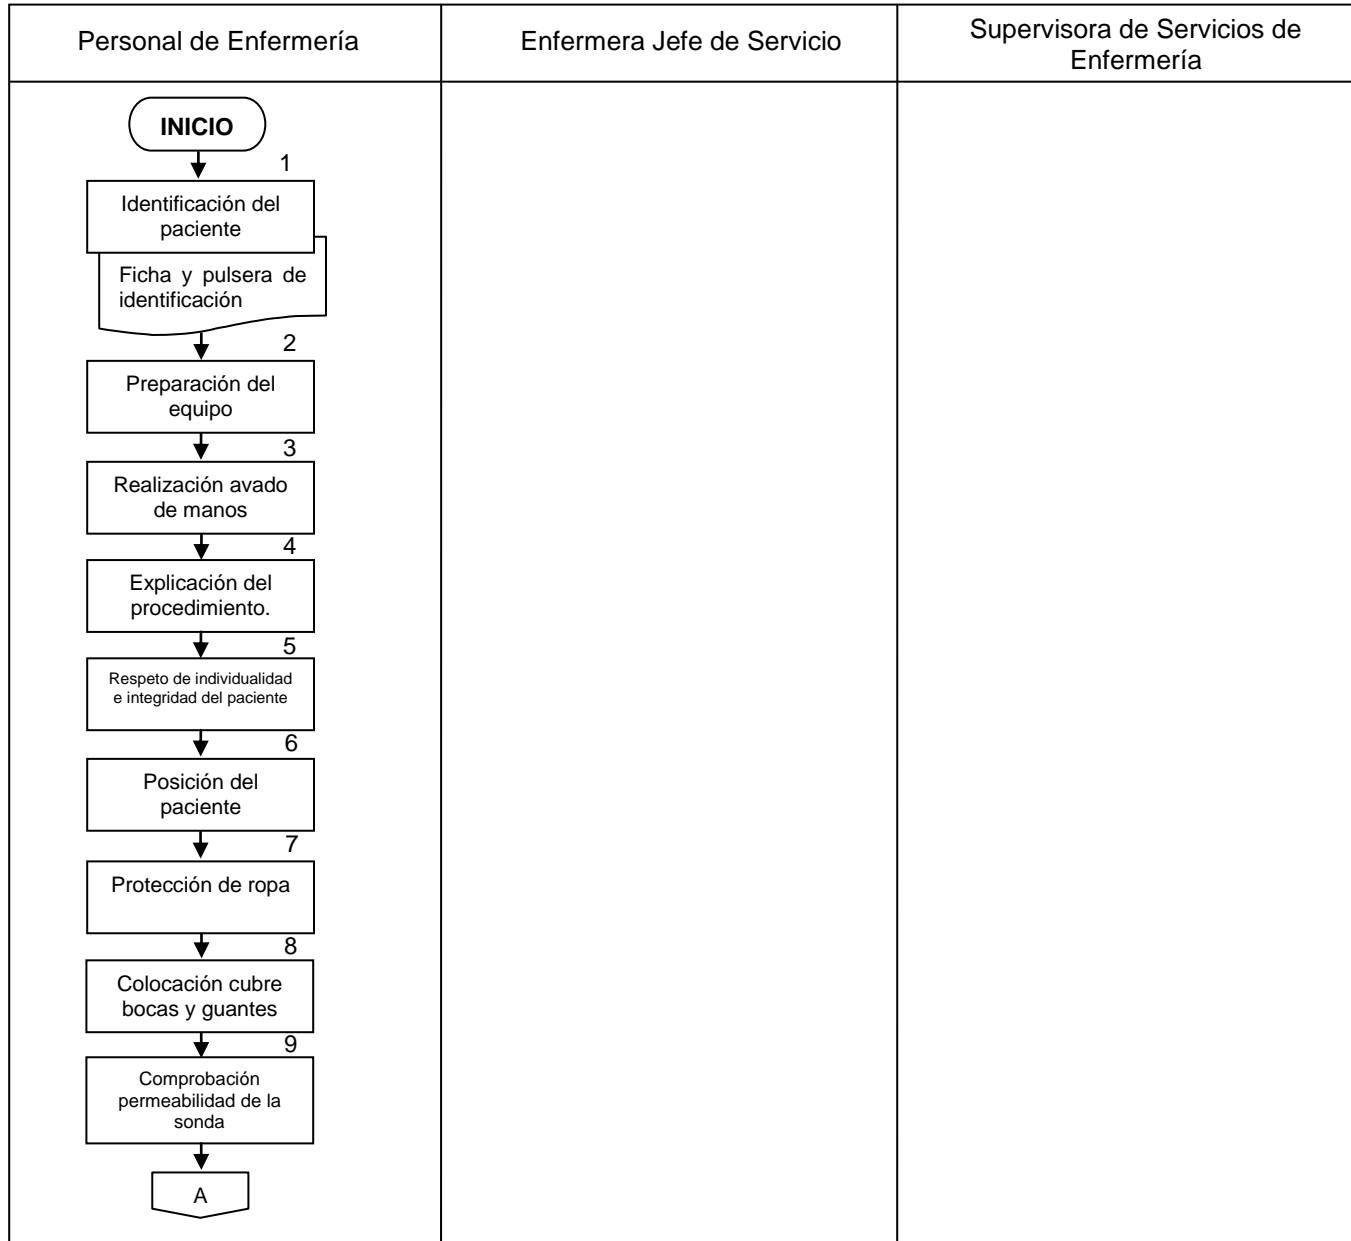 Personal de Enfermería
Enfermera Jefe de Servicio
Supervisora de Servicios de
Enfermería
INICIO
1
Identificación del
paciente
Ficha y pulsera de
identificación
2
Preparación del
equipo
3
Realización avado
de manos
4
Explicación del
procedimiento.
5
Respeto de individualidad
e integridad del paciente
6
Posición del
paciente
7
Protección de ropa
8
Colocación cubre
bocas y guantes
9
Comprobación
permeabilidad de la
sonda
A